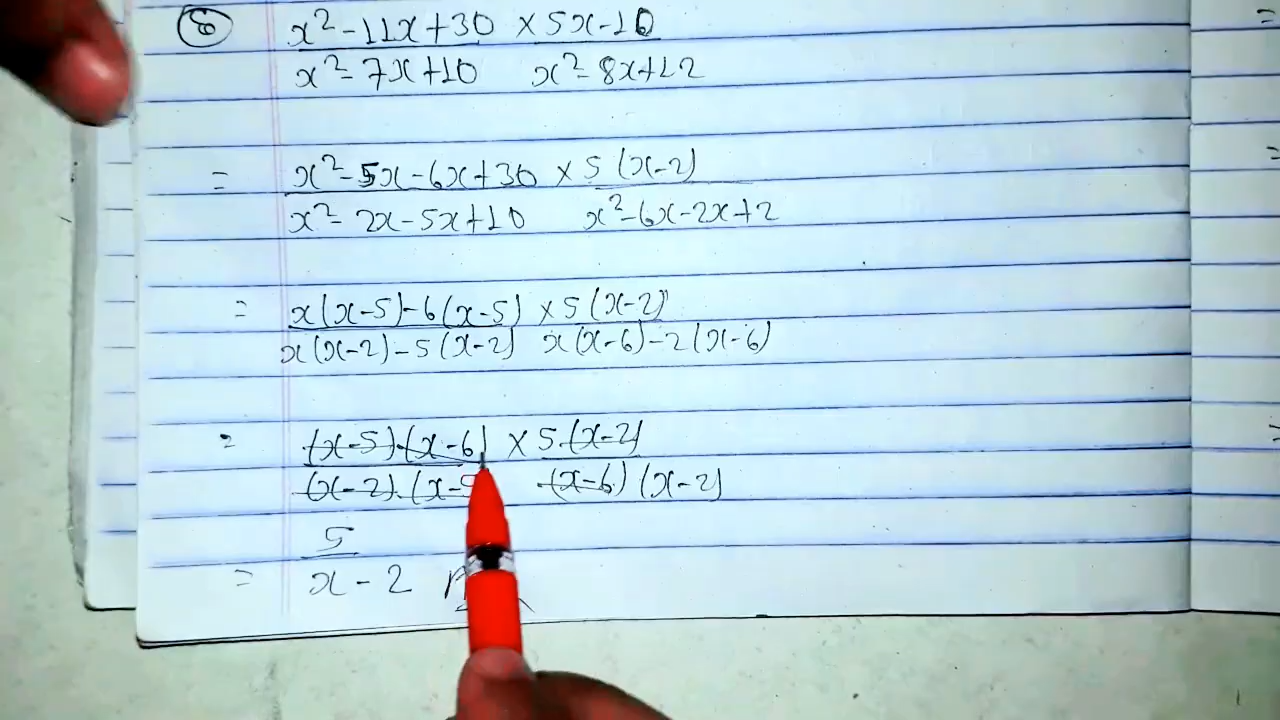 (8) x² - 11x + 30 × 5x - 10
x² - 7x + 10   x² - 8x + 12
= x² - 5x - 6x + 30 × 5 (x - 2)
x² - 2x - 5x + 10   x² - 6x - 2x + 2
= x(x - 5) - 6(x - 5) × 5(x - 2)
x(x - 2) - 5(x - 2)   x(x - 6) - 2(x - 6)
= (x - 5) (x - 6) × 5 (x - 2)
(x - 2) (x - 5   (x - 6) (x - 2)
5
= x - 2